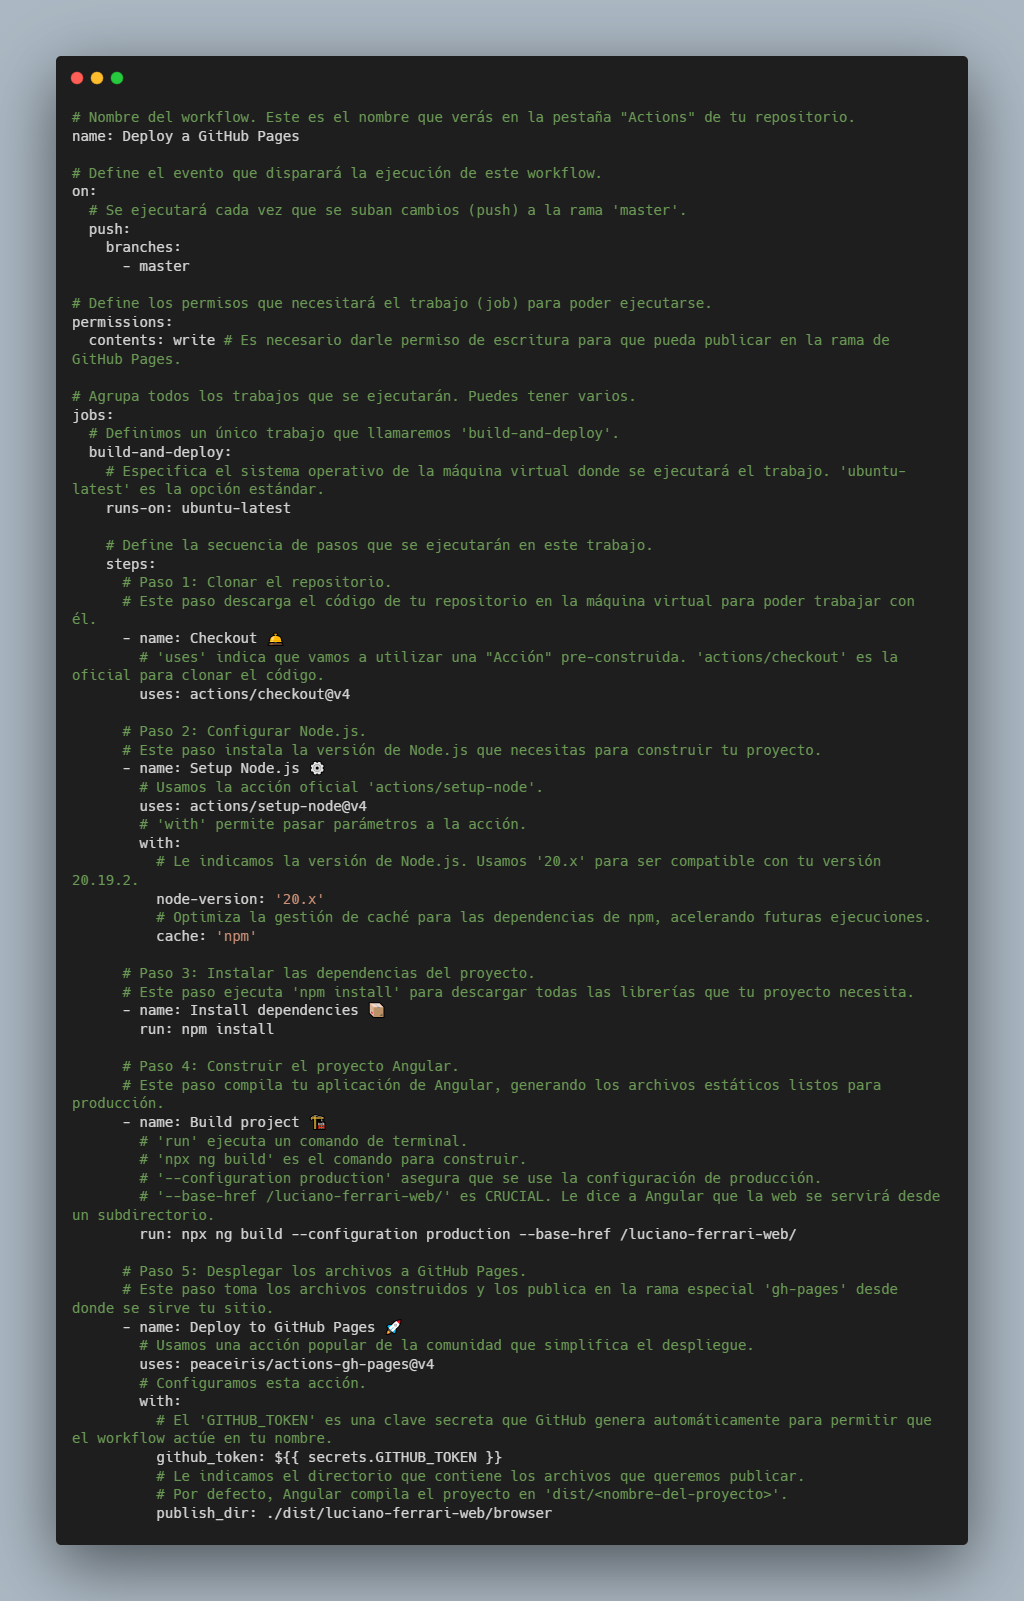 # Nombre del workflow. Este es el nombre que verás en la pestaña "Actions" de tu repositorio.
name: Deploy a GitHub Pages
# Define el evento que disparará la ejecución de este workflow.
on:
  # Se ejecutará cada vez que se suban cambios (push) a la rama 'master'.
  push:
    branches:
      - master
# Define los permisos que necesitará el trabajo (job) para poder ejecutarse.
permissions:
  contents: write # Es necesario darle permiso de escritura para que pueda publicar en la rama de
GitHub Pages.
# Agrupa todos los trabajos que se ejecutarán. Puedes tener varios.
jobs:
  # Definimos un único trabajo que llamaremos 'build-and-deploy'.
  build-and-deploy:
    # Especifica el sistema operativo de la máquina virtual donde se ejecutará el trabajo. 'ubuntu-
latest' es la opción estándar.
    runs-on: ubuntu-latest
    # Define la secuencia de pasos que se ejecutarán en este trabajo.
    steps:
      # Paso 1: Clonar el repositorio.
      # Este paso descarga el código de tu repositorio en la máquina virtual para poder trabajar con
él.
      - name: Checkout 🛎️
        # 'uses' indica que vamos a utilizar una "Acción" pre-construida. 'actions/checkout' es la
oficial para clonar el código.
        uses: actions/checkout@v4
      # Paso 2: Configurar Node.js.
      # Este paso instala la versión de Node.js que necesitas para construir tu proyecto.
      - name: Setup Node.js ⚙️
        # Usamos la acción oficial 'actions/setup-node'.
        uses: actions/setup-node@v4
        # 'with' permite pasar parámetros a la acción.
        with:
          # Le indicamos la versión de Node.js. Usamos '20.x' para ser compatible con tu versión
20.19.2.
          node-version: '20.x'
          # Optimiza la gestión de caché para las dependencias de npm, acelerando futuras ejecuciones.
          cache: 'npm'
      # Paso 3: Instalar las dependencias del proyecto.
      # Este paso ejecuta 'npm install' para descargar todas las librerías que tu proyecto necesita.
      - name: Install dependencies 📦
        run: npm install
      # Paso 4: Construir el proyecto Angular.
      # Este paso compila tu aplicación de Angular, generando los archivos estáticos listos para
producción.
      - name: Build project 🏗️
        # 'run' ejecuta un comando de terminal.
        # 'npx ng build' es el comando para construir.
        # '--configuration production' asegura que se use la configuración de producción.
        # '--base-href /luciano-ferrari-web/' es CRUCIAL. Le dice a Angular que la web se servirá desde
un subdirectorio.
        run: npx ng build --configuration production --base-href /luciano-ferrari-web/
      # Paso 5: Desplegar los archivos a GitHub Pages.
      # Este paso toma los archivos construidos y los publica en la rama especial 'gh-pages' desde
donde se sirve tu sitio.
      - name: Deploy to GitHub Pages 🚀
        # Usamos una acción popular de la comunidad que simplifica el despliegue.
        uses: peaceiris/actions-gh-pages@v4
        # Configuramos esta acción.
        with:
          # El 'GITHUB_TOKEN' es una clave secreta que GitHub genera automáticamente para permitir que
el workflow actúe en tu nombre.
          github_token: ${{ secrets.GITHUB_TOKEN }}
          # Le indicamos el directorio que contiene los archivos que queremos publicar.
          # Por defecto, Angular compila el proyecto en 'dist/<nombre-del-proyecto>'.
          publish_dir: ./dist/luciano-ferrari-web/browser